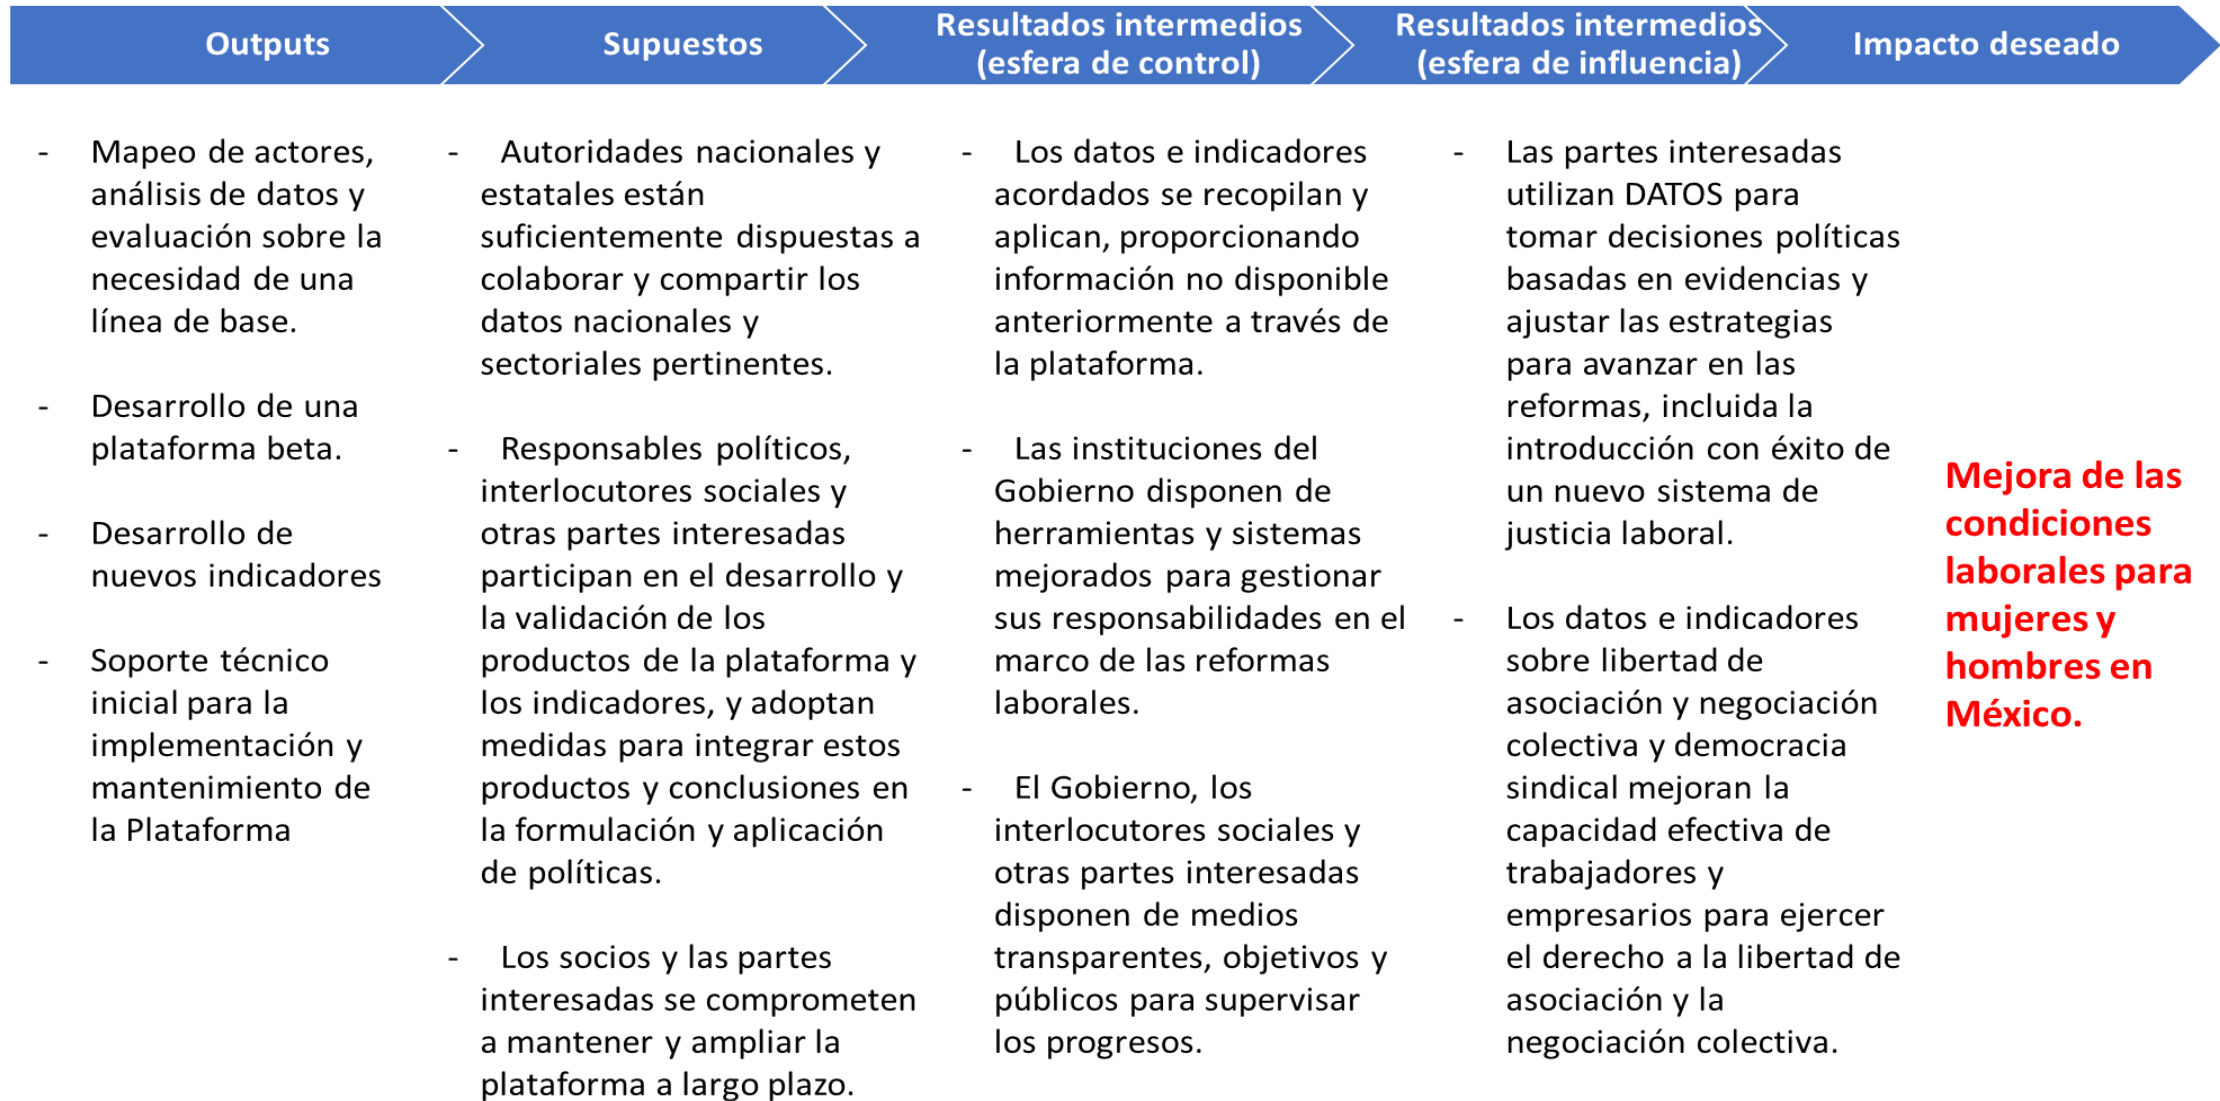 Outputs
Supuestos
Resultados intermedios
(esfera de control)
Resultados intermedios
(esfera de influencia)
Impacto deseado
- Mapeo de actores,
análisis de datos y
evaluación sobre la
necesidad de una
línea de base.
- Desarrollo de una
plataforma beta.
- Desarrollo de
nuevos indicadores
- Soporte técnico
inicial para la
implementación y
mantenimiento de
la Plataforma
- Autoridades nacionales y
estatales están
suficientemente dispuestas a
colaborar y compartir los
datos nacionales y
sectoriales pertinentes.
- Responsables políticos,
interlocutores sociales y
otras partes interesadas
participan en el desarrollo y
la validación de los
productos de la plataforma y
los indicadores, y adoptan
medidas para integrar estos
productos y conclusiones en
la formulación y aplicación
de políticas.
- Los socios y las partes
interesadas se comprometen
a mantener y ampliar la
plataforma a largo plazo.
- Los datos e indicadores
acordados se recopilan y
aplican, proporcionando
información no disponible
anteriormente a través de
la plataforma.
- Las instituciones del
Gobierno disponen de
herramientas y sistemas
mejorados para gestionar
sus responsabilidades en el
marco de las reformas
laborales.
- El Gobierno, los
interlocutores sociales y
otras partes interesadas
disponen de medios
transparentes, objetivos y
públicos para supervisar
los progresos.
- Las partes interesadas
utilizan DATOS para
tomar decisiones políticas
basadas en evidencias y
ajustar las estrategias
para avanzar en las
reformas, incluida la
introducción con éxito de
un nuevo sistema de
justicia laboral.
- Los datos e indicadores
sobre libertad de
asociación y negociación
colectiva y democracia
sindical mejoran la
capacidad efectiva de
trabajadores y
empresarios para ejercer
el derecho a la libertad de
asociación y la
negociación colectiva.
Mejora de las
condiciones
laborales para
mujeres y
hombres en
México.